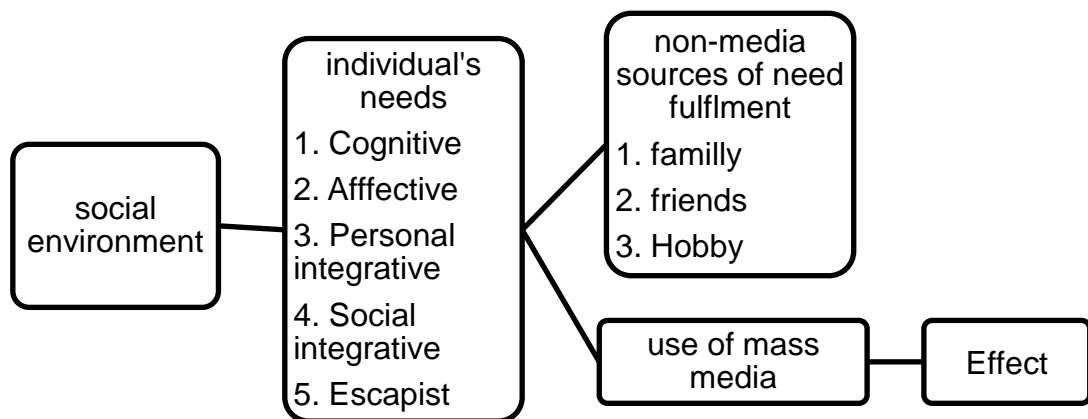 social
environment
individual's
needs
1. Cognitive
2. Afffective
3. Personal
integrative
4. Social
integrative
5. Escapist
non-media
sources of need
fulflment
1. familly
2. friends
3. Hobby
use of mass
media
Effect